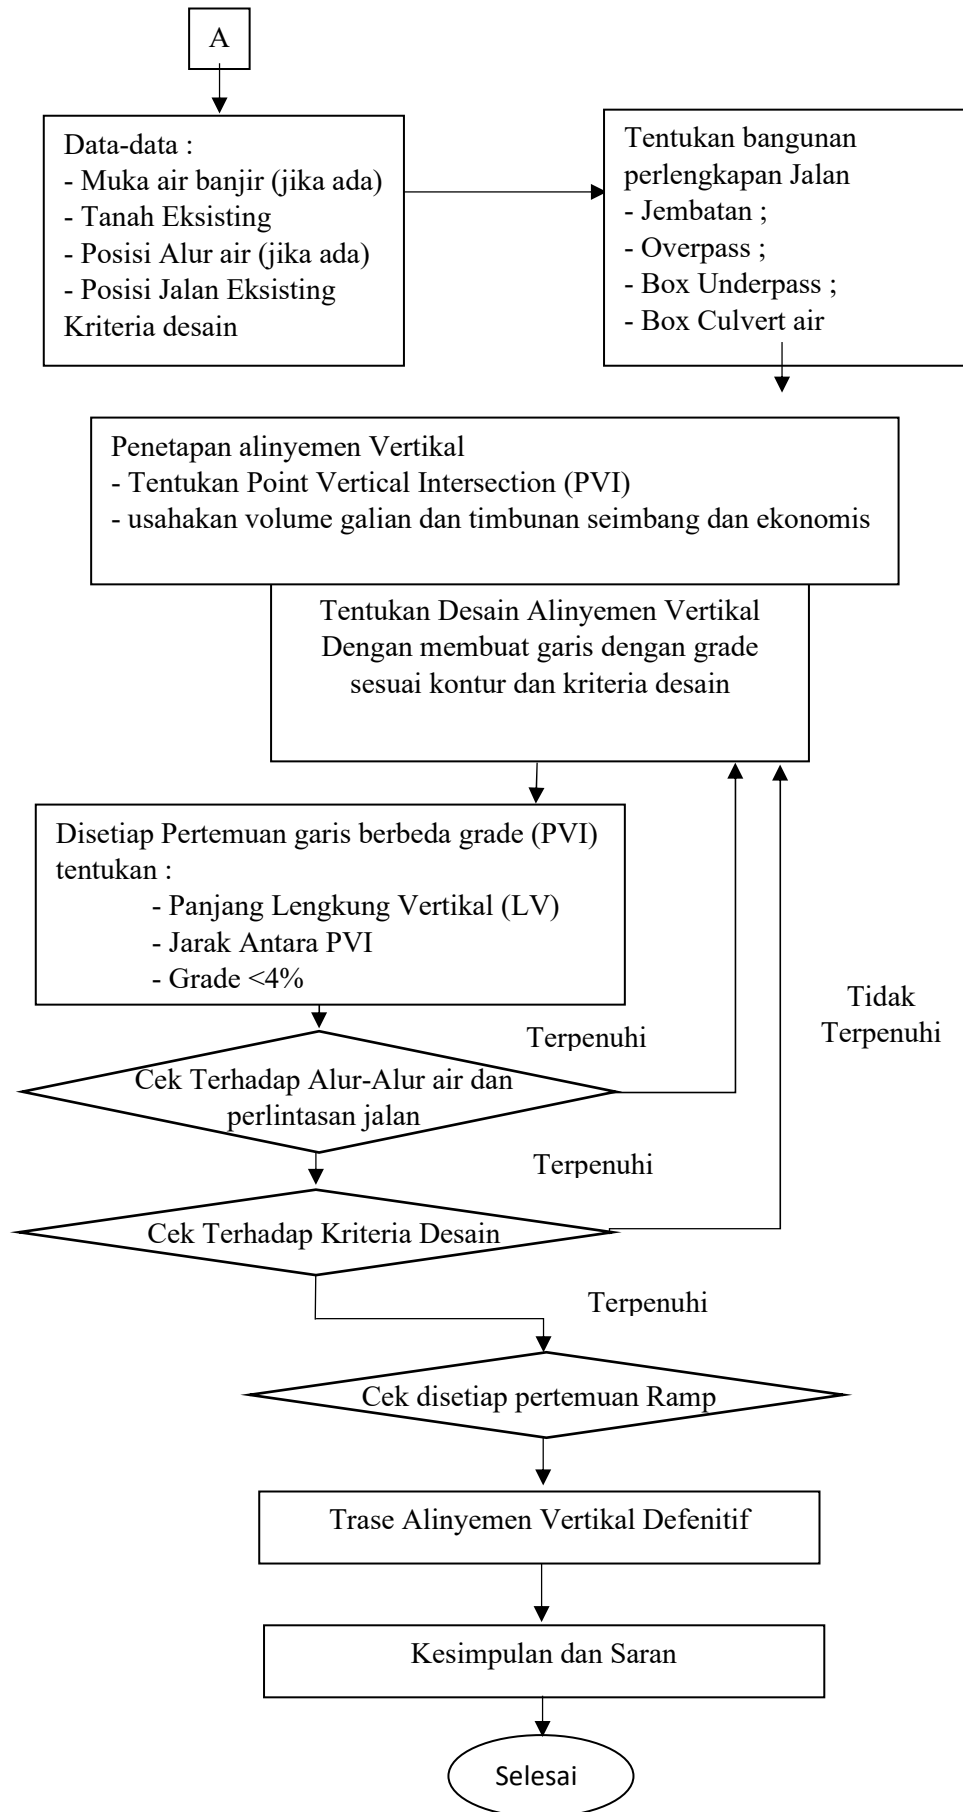 A
Data-data :
- Muka air banjir (jika ada)
- Tanah Eksisting
- Posisi Alur air (jika ada)
- Posisi Jalan Eksisting
Kriteria desain
Tentukan bangunan
perlengkapan Jalan
- Jembatan ;
- Overpass ;
- Box Underpass ;
- Box Culvert air
Penetapan alinyemen Vertikal
- Tentukan Point Vertical Intersection (PVI)
- usahakan volume galian dan timbunan seimbang dan ekonomis
Tentukan Desain Alinyemen Vertikal
Dengan membuat garis dengan grade
sesuai kontur dan kriteria desain
Disetiap Pertemuan garis berbeda grade (PVI)
tentukan :
- Panjang Lengkung Vertikal (LV)
- Jarak Antara PVI
- Grade <4%
Tidak
Terpenuhi
Terpenuhi
Cek Terhadap Alur-Alur air dan
perlintasan jalan
Terpenuhi
Cek Terhadap Kriteria Desain
Terpenuhi
Cek disetiap pertemuan Ramp
Trase Alinyemen Vertikal Defenitif
Kesimpulan dan Saran
Selesai